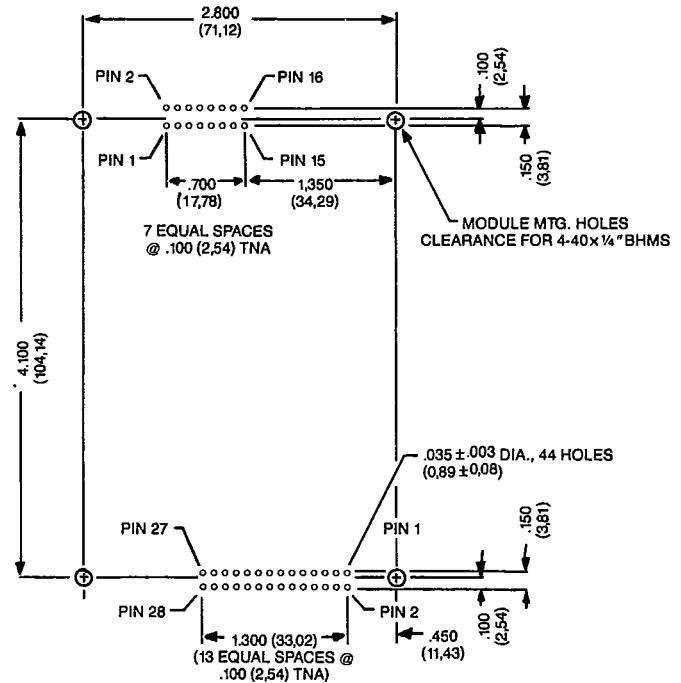 2.800
(71,12)
.100
(2,54)
PIN 2
PIN 16
PIN 1
PIN 15
.150
(3,81)
.700
(17,78)
1,350
(34,29)
7 EQUAL SPACES
@ .100 (2,54) TNA
MODULE MTG. HOLES
CLEARANCE FOR 4-40x¼" BHMS
4.100
(104,14)
.035 ±.003 DIA., 44 HOLES
(0,89 ±0,08)
PIN 27
PIN 1
.150
(3,81)
PIN 28
PIN 2
1.300 (33,02)
(13 EQUAL SPACES @
.100 (2,54) TNA)
.450
(11,43)
.100
(2,54)